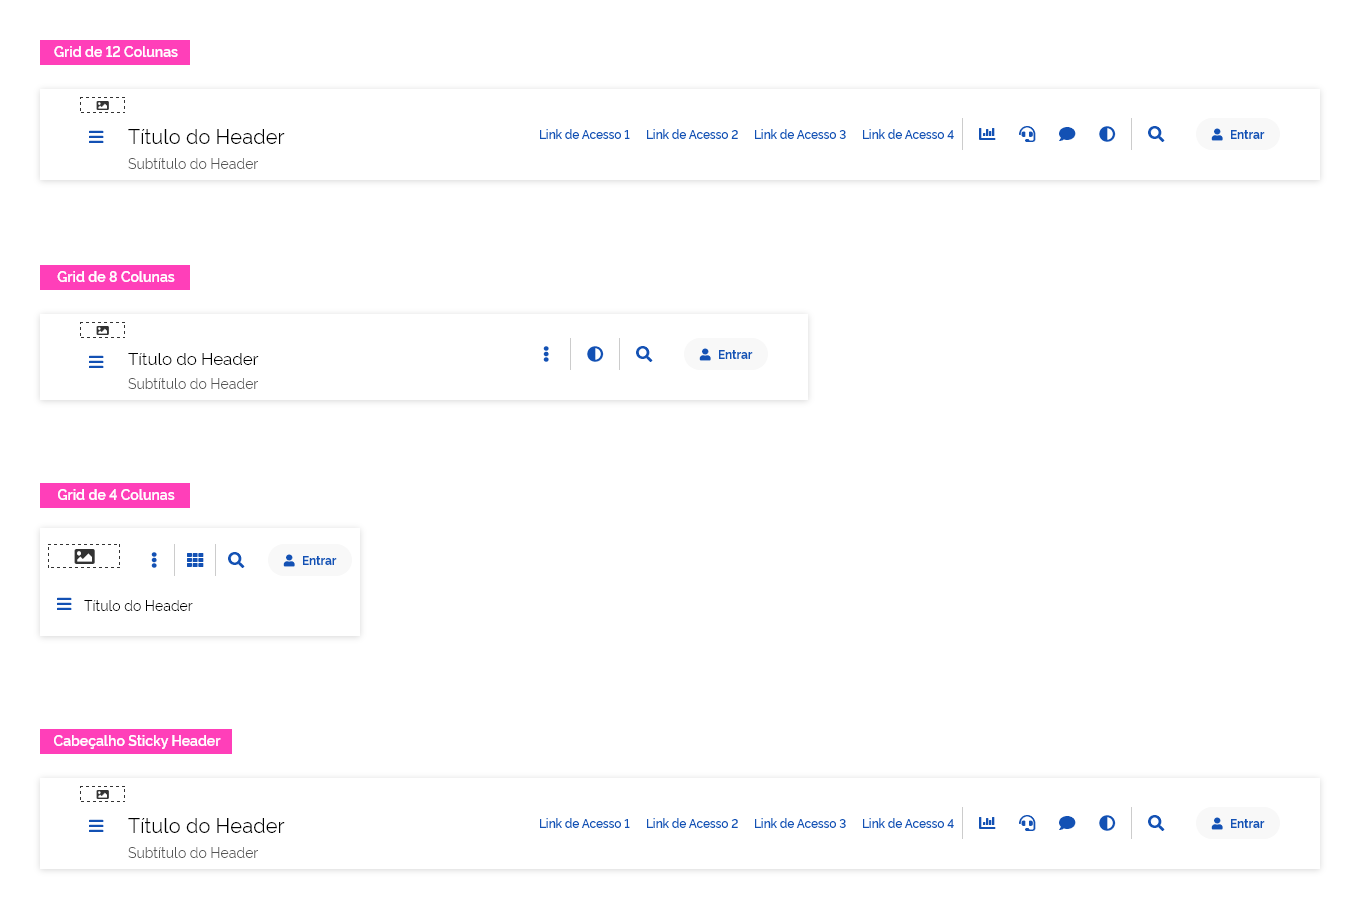 Grid de 12 Colunas
Título do Header
Link de Acesso 1 Link de Acesso 2 Link de Acesso 3 Link de Acesso 4 Entrar
Subtítulo do Header
Grid de 8 Colunas
Título do Header Entrar
Subtítulo do Header
Grid de 4 Colunas
Entrar
Título do Header
Cabeçalho Sticky Header
Título do Header
Link de Acesso 1 Link de Acesso 2 Link de Acesso 3 Link de Acesso 4 Entrar
Subtítulo do Header